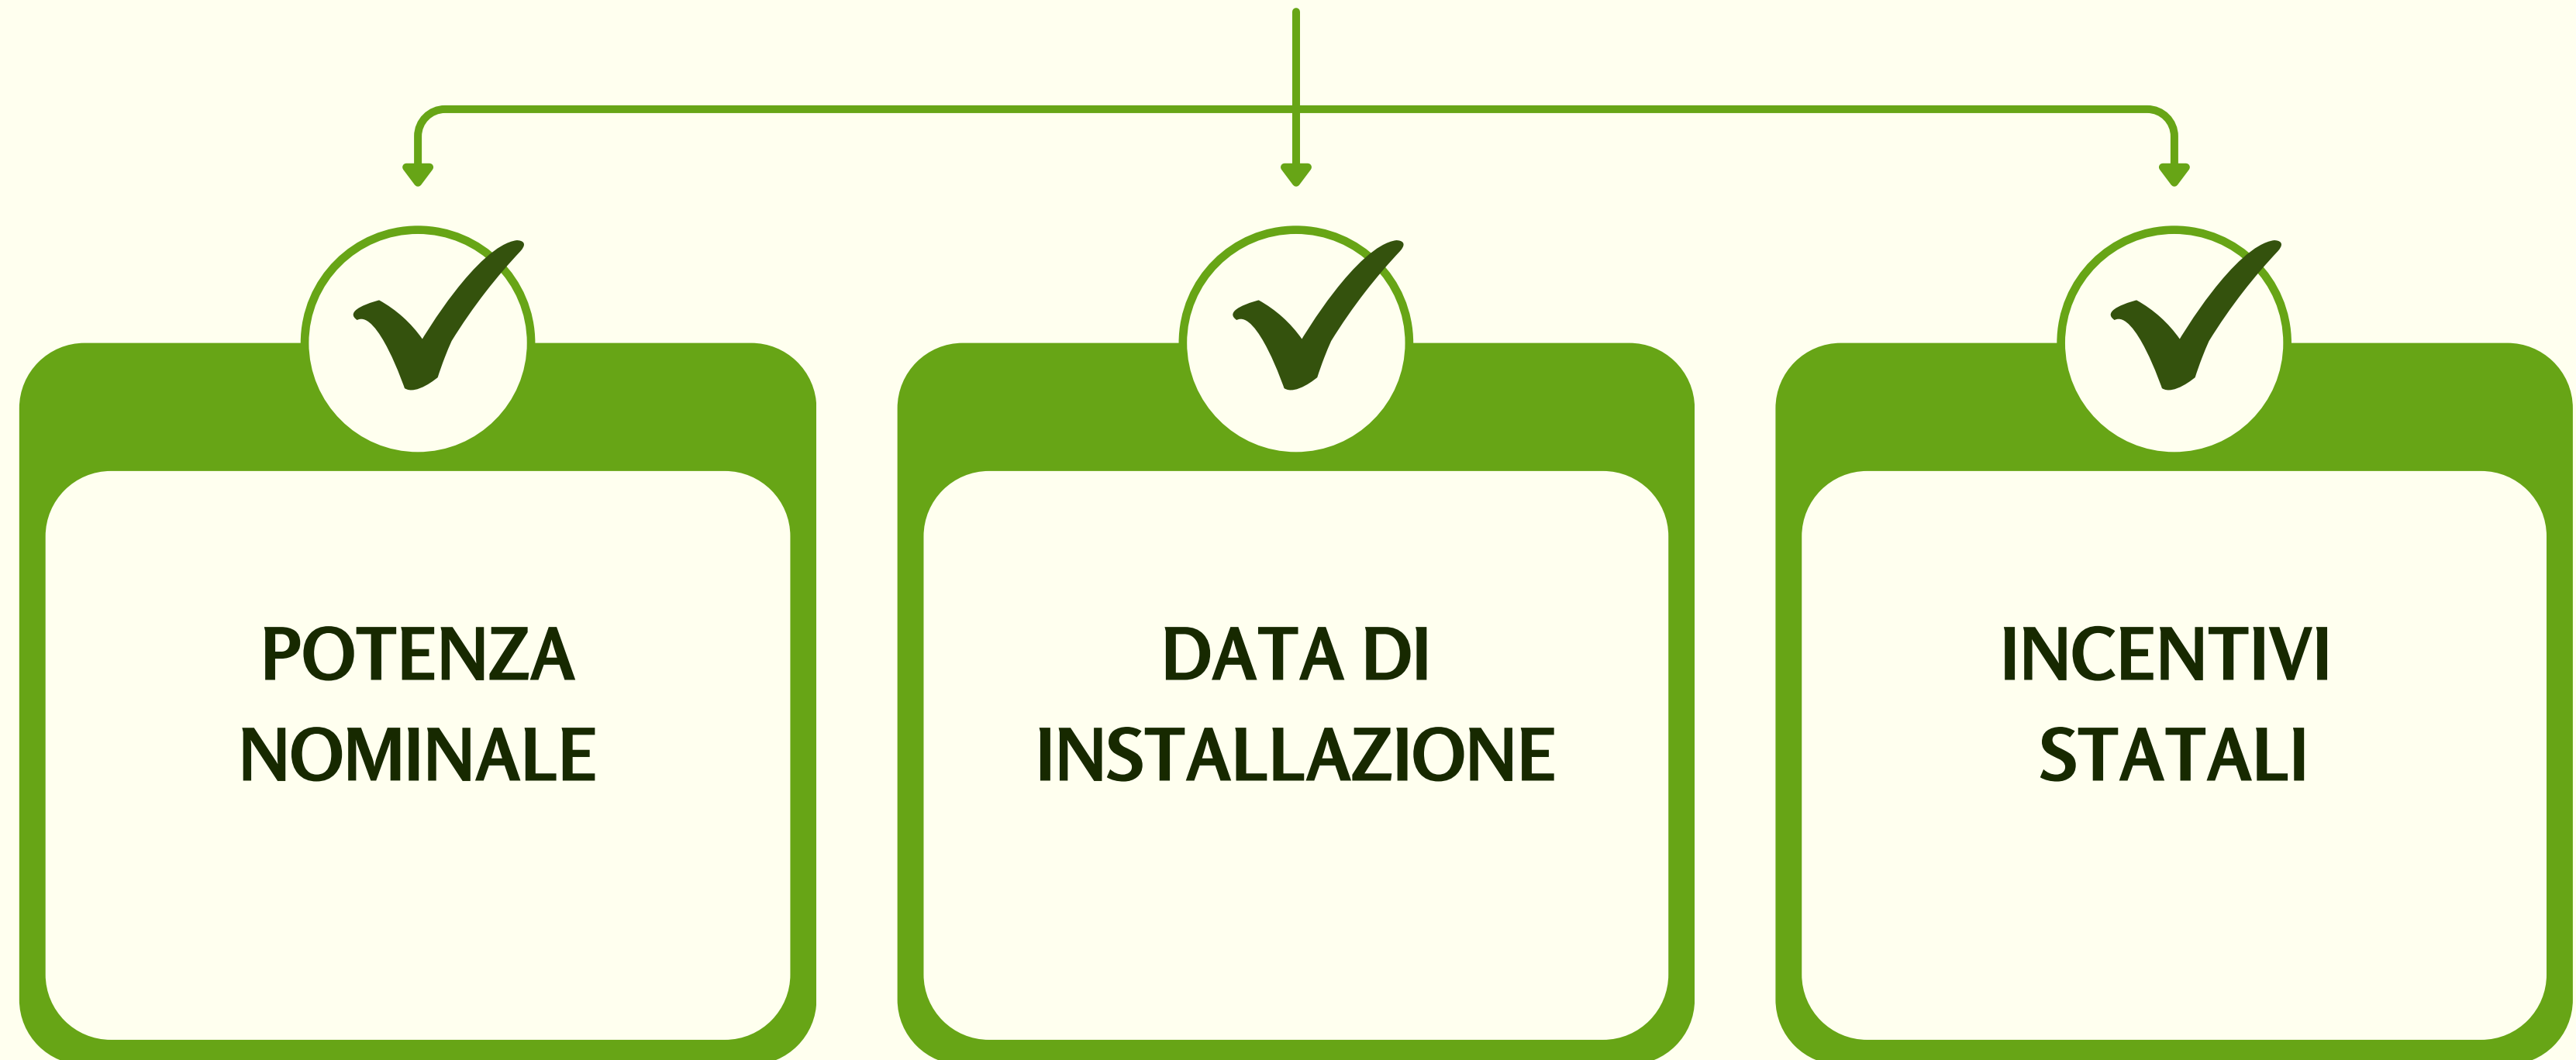 POTENZA
NOMINALE
DATA DI
INSTALLAZIONE
INCENTIVI
STATALI